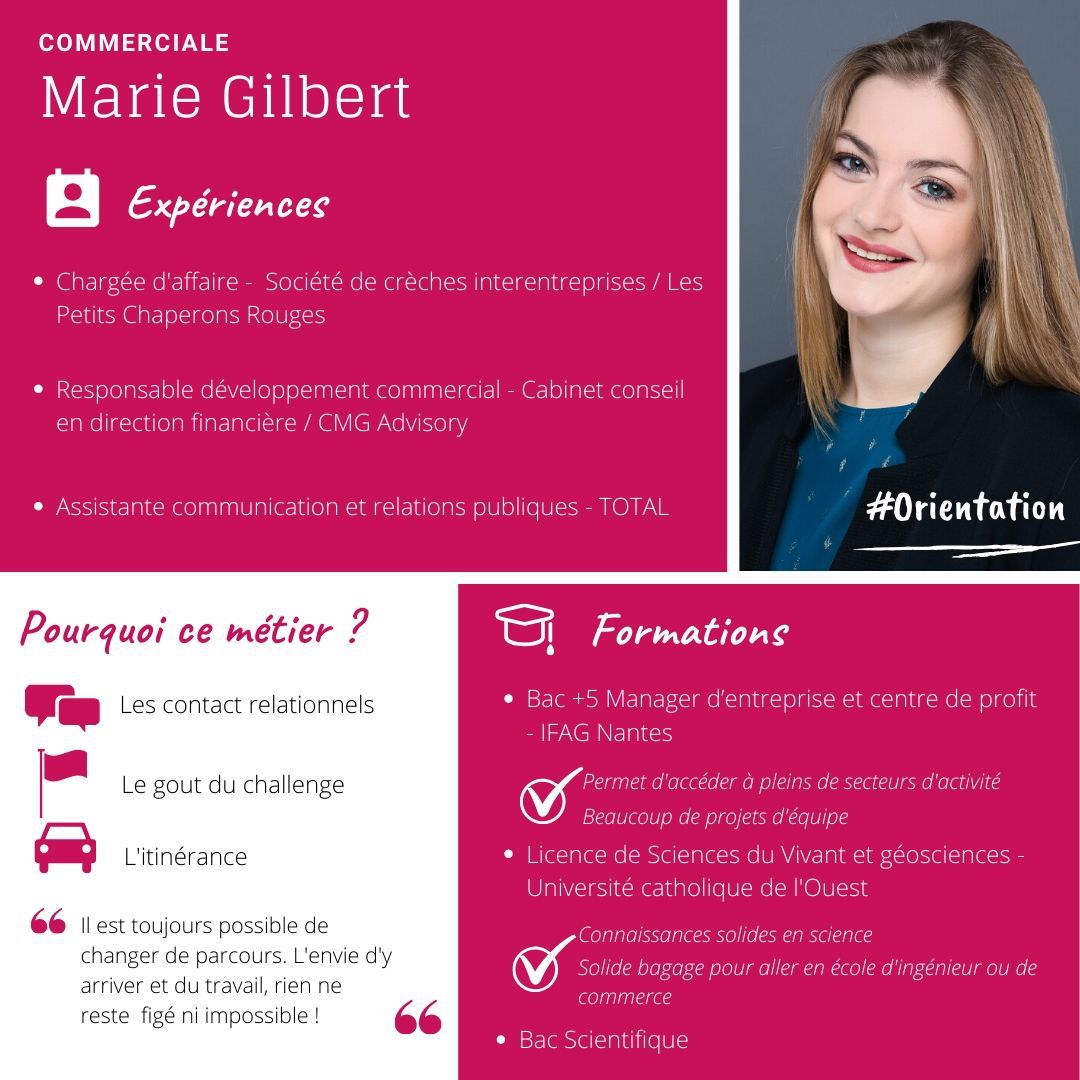 COMMERCIALE
Marie Gilbert
Expériences
Chargée d'affaire -  Société de crèches interentreprises / Les
Petits Chaperons Rouges
Responsable développement commercial - Cabinet conseil
en direction financière / CMG Advisory
Assistante communication et relations publiques - TOTAL
#Orientation
Pourquoi ce métier ?
Les contact relationnels
Le gout du challenge
L'itinérance
Il est toujours possible de
changer de parcours. L'envie d'y
arriver et du travail, rien ne
reste  figé ni impossible !
Formations
Bac +5 Manager d’entreprise et centre de profit
- IFAG Nantes
Permet d'accéder à pleins de secteurs d'activité
Beaucoup de projets d'équipe
Licence de Sciences du Vivant et géosciences -
Université catholique de l'Ouest
Connaissances solides en science
Solide bagage pour aller en école d'ingénieur ou de
commerce
Bac Scientifique